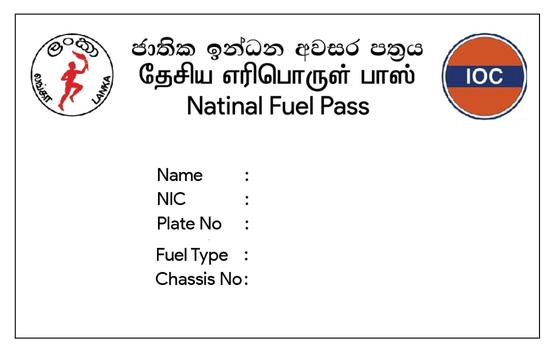 ලංකා
இலங்கை
LANKA
ජාතික ඉන්ධන අවසර පත්‍රය
தேசிய எரிபொருள் பாஸ்
Natinal Fuel Pass
IOC
Name :
NIC :
Plate No :
Fuel Type :
Chassis No: